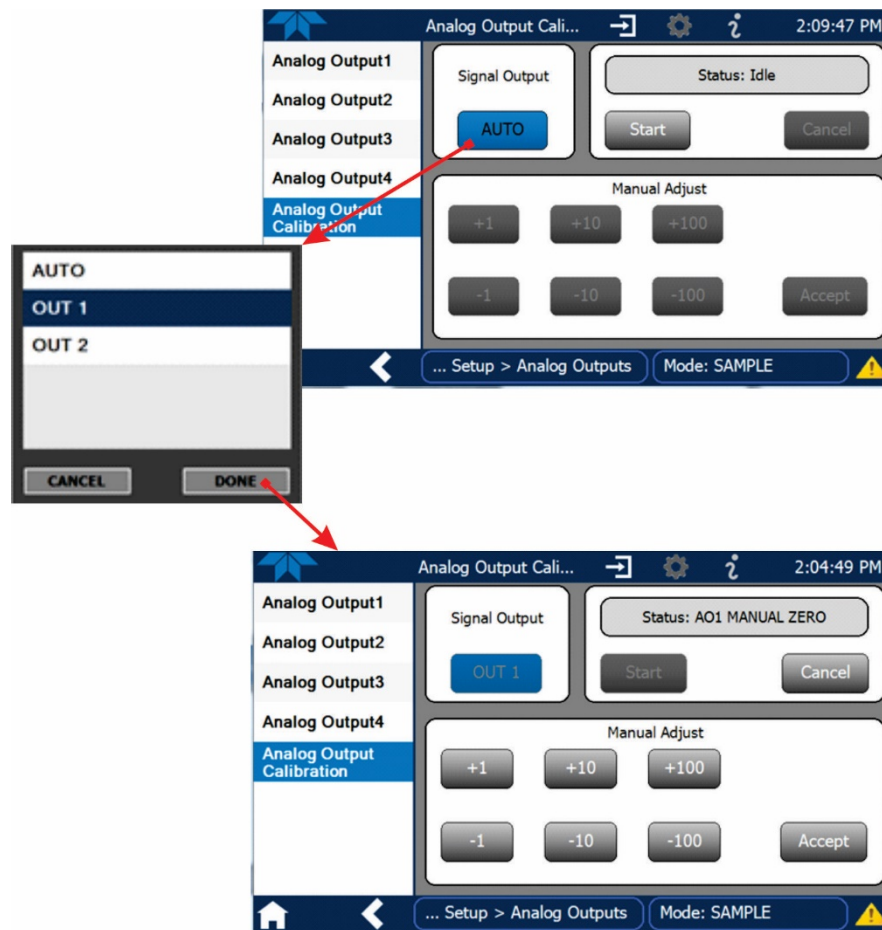 Analog Output Cali... 2:09:47 PM
Analog Output1
Analog Output2
Analog Output3
Analog Output4
Analog Output
Calibration
Signal Output
AUTO
Status: Idle
Start Cancel
Manual Adjust
+1 +10 +100
-1 -10 -100 Accept
... Setup > Analog Outputs Mode: SAMPLE
AUTO
OUT 1
OUT 2
CANCEL DONE
Analog Output Cali... 2:04:49 PM
Analog Output1
Analog Output2
Analog Output3
Analog Output4
Analog Output
Calibration
Signal Output
OUT 1
Status: AO1 MANUAL ZERO
Start Cancel
Manual Adjust
+1 +10 +100
-1 -10 -100 Accept
... Setup > Analog Outputs Mode: SAMPLE